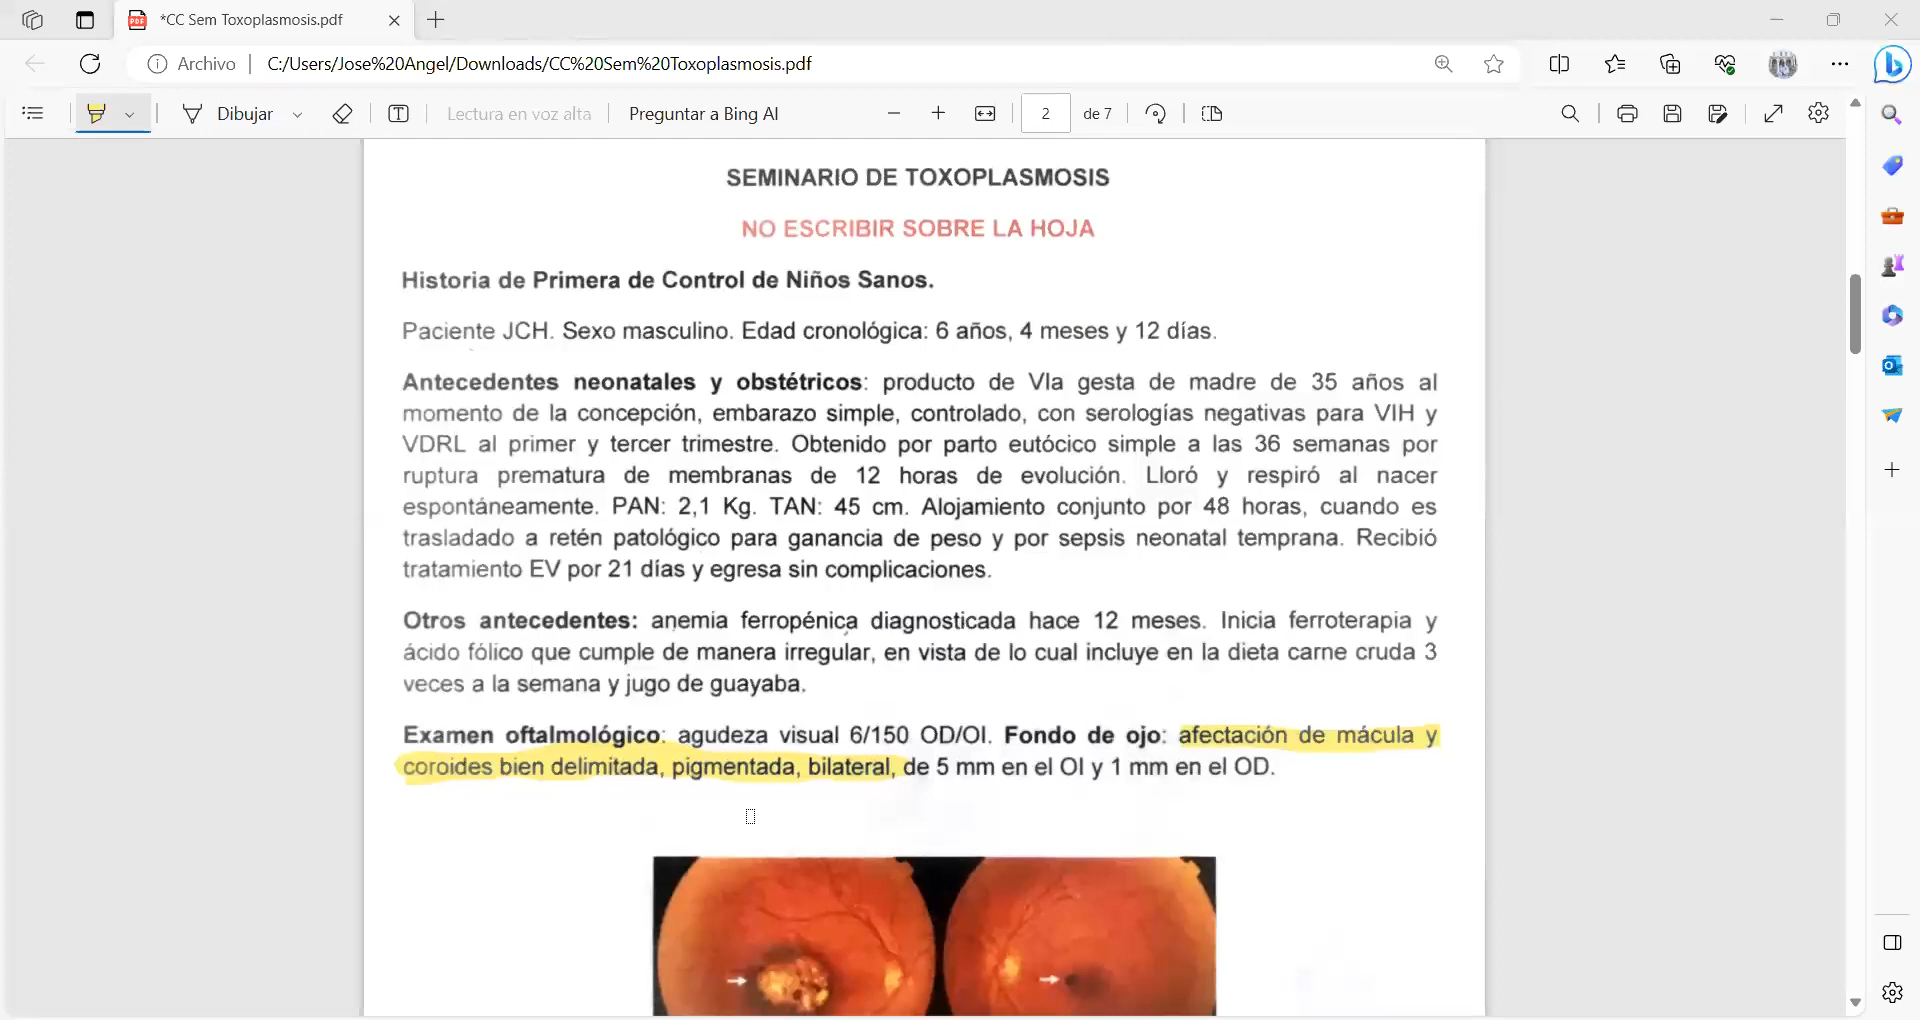 *CC Sem Toxoplasmosis.pdf
Archivo C:/Users/Jose%20Angel/Downloads/CC%20Sem%20Toxoplasmosis.pdf
Dibujar Lectura en voz alta Preguntar a Bing AI 2 de 7
SEMINARIO DE TOXOPLASMOSIS
NO ESCRIBIR SOBRE LA HOJA
Historia de Primera de Control de Niños Sanos.
Paciente JCH. Sexo masculino. Edad cronológica: 6 años, 4 meses y 12 días.
Antecedentes neonatales y obstétricos: producto de VIa gesta de madre de 35 años al
momento de la concepción, embarazo simple, controlado, con serologías negativas para VIH y
VDRL al primer y tercer trimestre. Obtenido por parto eutócico simple a las 36 semanas por
ruptura prematura de membranas de 12 horas de evolución. Lloró y respiró al nacer
espontáneamente. PAN: 2,1 Kg. TAN: 45 cm. Alojamiento conjunto por 48 horas, cuando es
trasladado a retén patológico para ganancia de peso y por sepsis neonatal temprana. Recibió
tratamiento EV por 21 días y egresa sin complicaciones.
Otros antecedentes: anemia ferropénica diagnosticada hace 12 meses. Inicia ferroterapia y
ácido fólico que cumple de manera irregular, en vista de lo cual incluye en la dieta carne cruda 3
veces a la semana y jugo de guayaba.
Examen oftalmológico: agudeza visual 6/150 OD/OI. Fondo de ojo: afectación de mácula y
coroides bien delimitada, pigmentada, bilateral, de 5 mm en el OI y 1 mm en el OD.